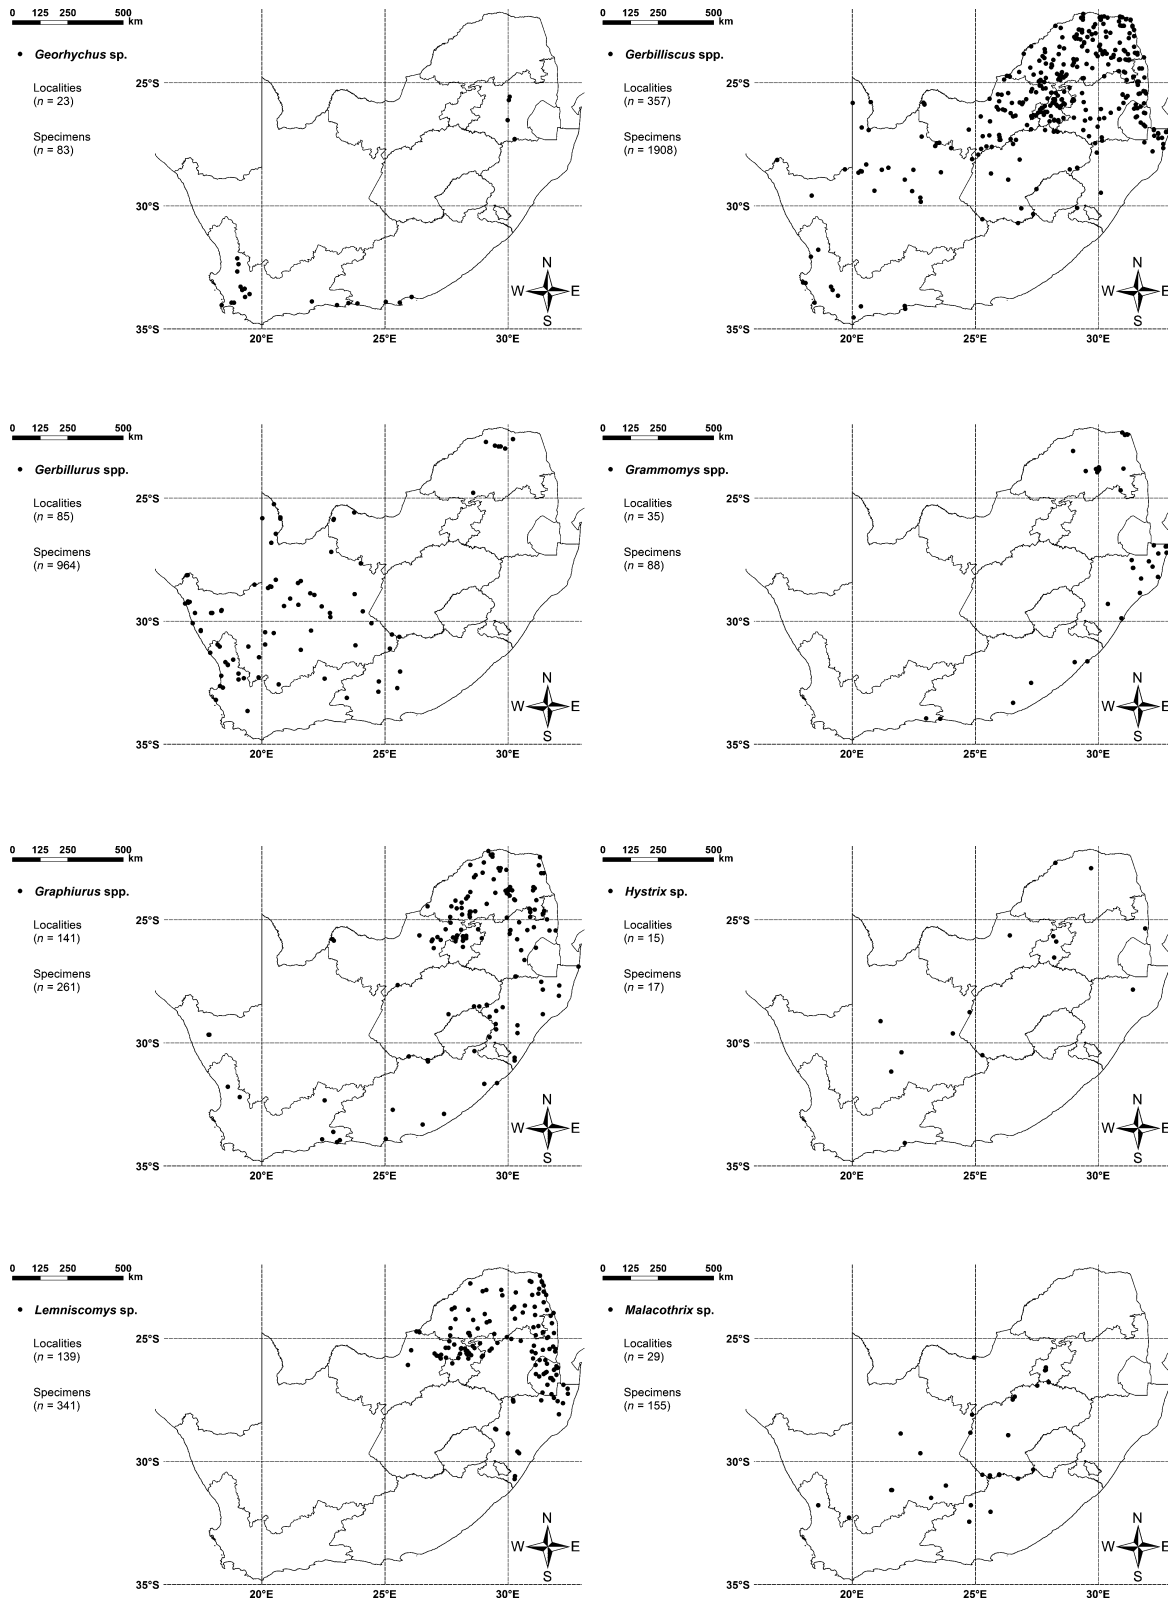 0 125 250 500
km
Georhychus sp.
Localities
(n = 23)
Specimens
(n = 83)
25°S
30°S
35°S
20°E 25°E 30°E
N
W E
S
0 125 250 500
km
Gerbilliscus spp.
Localities
(n = 357)
Specimens
(n = 1908)
25°S
30°S
35°S
20°E 25°E 30°E
N
W E
S
0 125 250 500
km
Gerbillurus spp.
Localities
(n = 85)
Specimens
(n = 964)
25°S
30°S
35°S
20°E 25°E 30°E
N
W E
S
0 125 250 500
km
Grammomys spp.
Localities
(n = 35)
Specimens
(n = 88)
25°S
30°S
35°S
20°E 25°E 30°E
N
W E
S
0 125 250 500
km
Graphiurus spp.
Localities
(n = 141)
Specimens
(n = 261)
25°S
30°S
35°S
20°E 25°E 30°E
N
W E
S
0 125 250 500
km
Hystrix sp.
Localities
(n = 15)
Specimens
(n = 17)
25°S
30°S
35°S
20°E 25°E 30°E
N
W E
S
0 125 250 500
km
Lemniscomys sp.
Localities
(n = 139)
Specimens
(n = 341)
25°S
30°S
35°S
20°E 25°E 30°E
N
W E
S
0 125 250 500
km
Malacothrix sp.
Localities
(n = 29)
Specimens
(n = 155)
25°S
30°S
35°S
20°E 25°E 30°E
N
W E
S